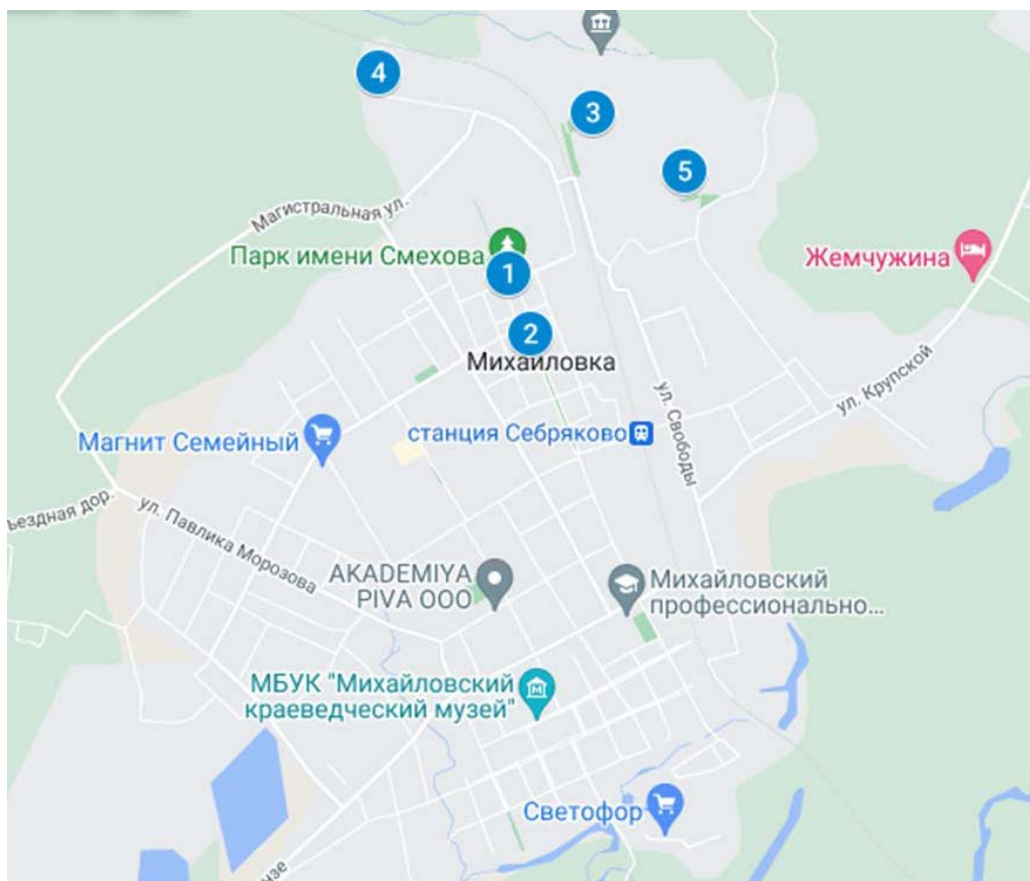 4
3
5
Магистральная ул.
Парк имени Смехова
1
Жемчужина
2
Михайловка
ул. Крупской
ул. Свободы
станция Себряково
Магнит Семейный
ъездная дор.
ул. Павлика Морозова
AKADEMIYA
PIVA OOO
Михайловский
профессионально...
МБУК "Михайловский
краеведческий музей"
М
Светофор